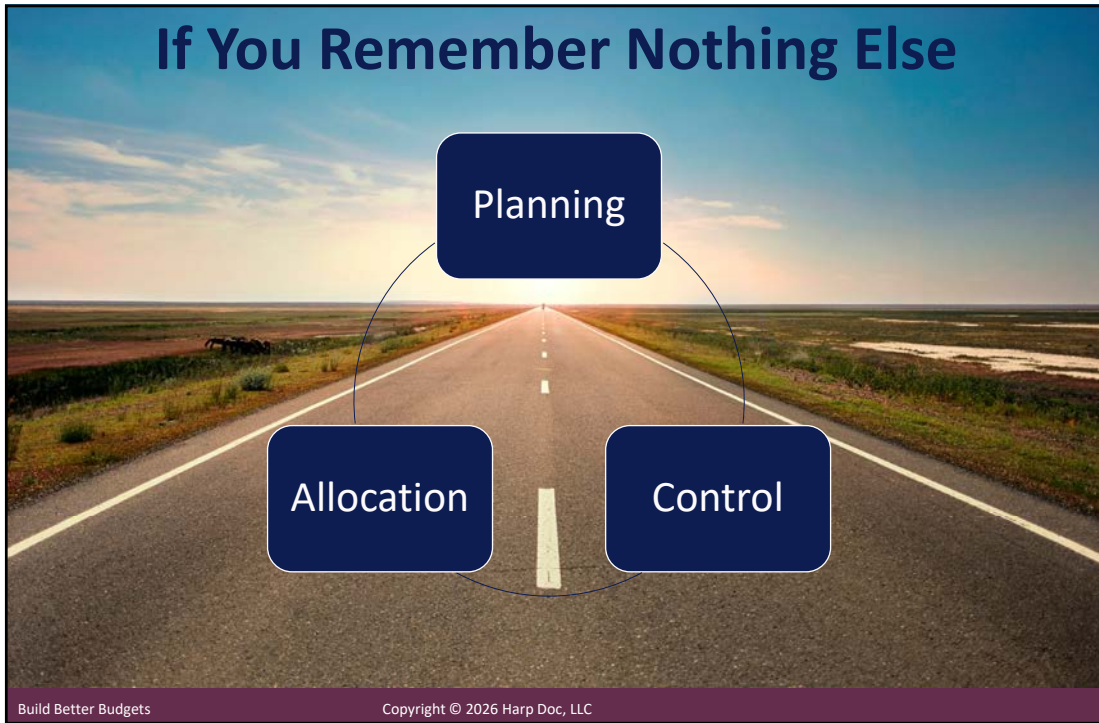 If You Remember Nothing Else
Planning
Allocation
Control
Build Better Budgets
Copyright © 2026 Harp Doc, LLC